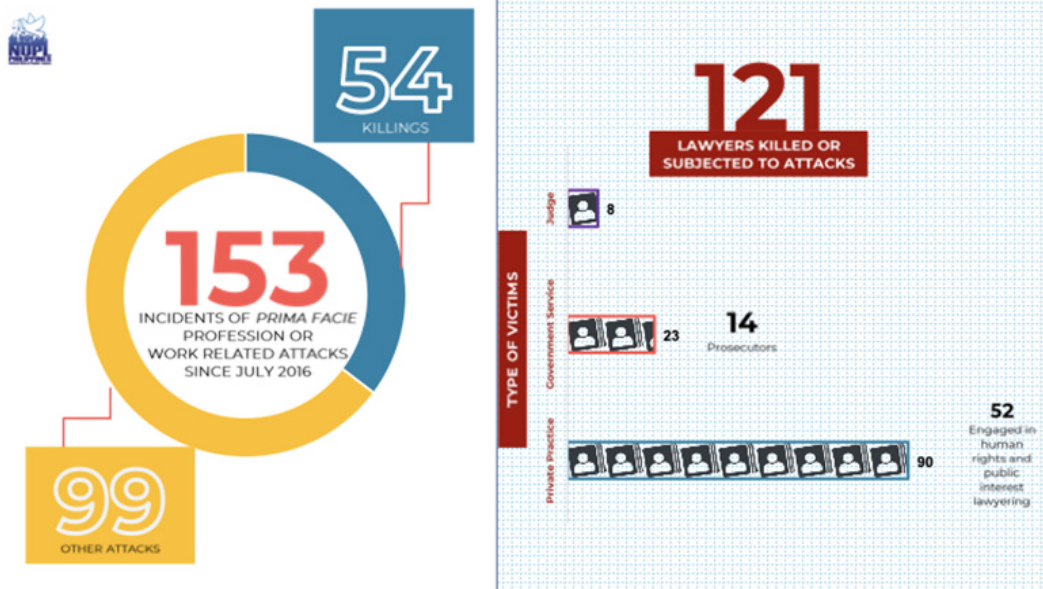 NUPL
PHILIPPINES
54
KILLINGS
153
INCIDENTS OF PRIMA FACIE
PROFESSION OR
WORK RELATED ATTACKS
SINCE JULY 2016
99
OTHER ATTACKS
121
LAWYERS KILLED OR
SUBJECTED TO ATTACKS
TYPE OF VICTIMS
Judge
8
Government Service
23
14
Prosecutors
Private Practice
90
52
Engaged in
human
rights and
public
interest
lawyering